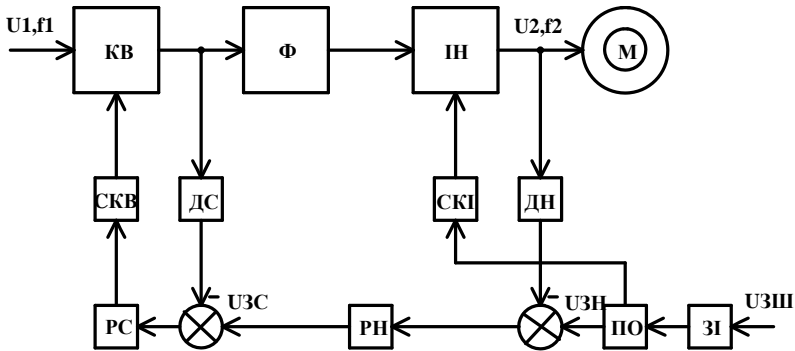 U1,f1
КВ
Ф
ІН
U2,f2
М
СКВ
ДС
СКІ
ДН
- UЗС
- UЗН
UЗШ
РС
РН
ПО
ЗІ